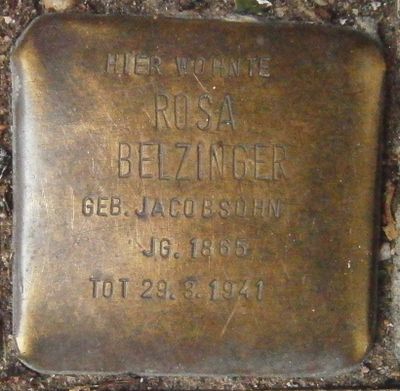 HIER WOHNTE
ROSA
BELZINGER
GEB. JACOBSOHN
JG. 1865
TOT 29.3.1941